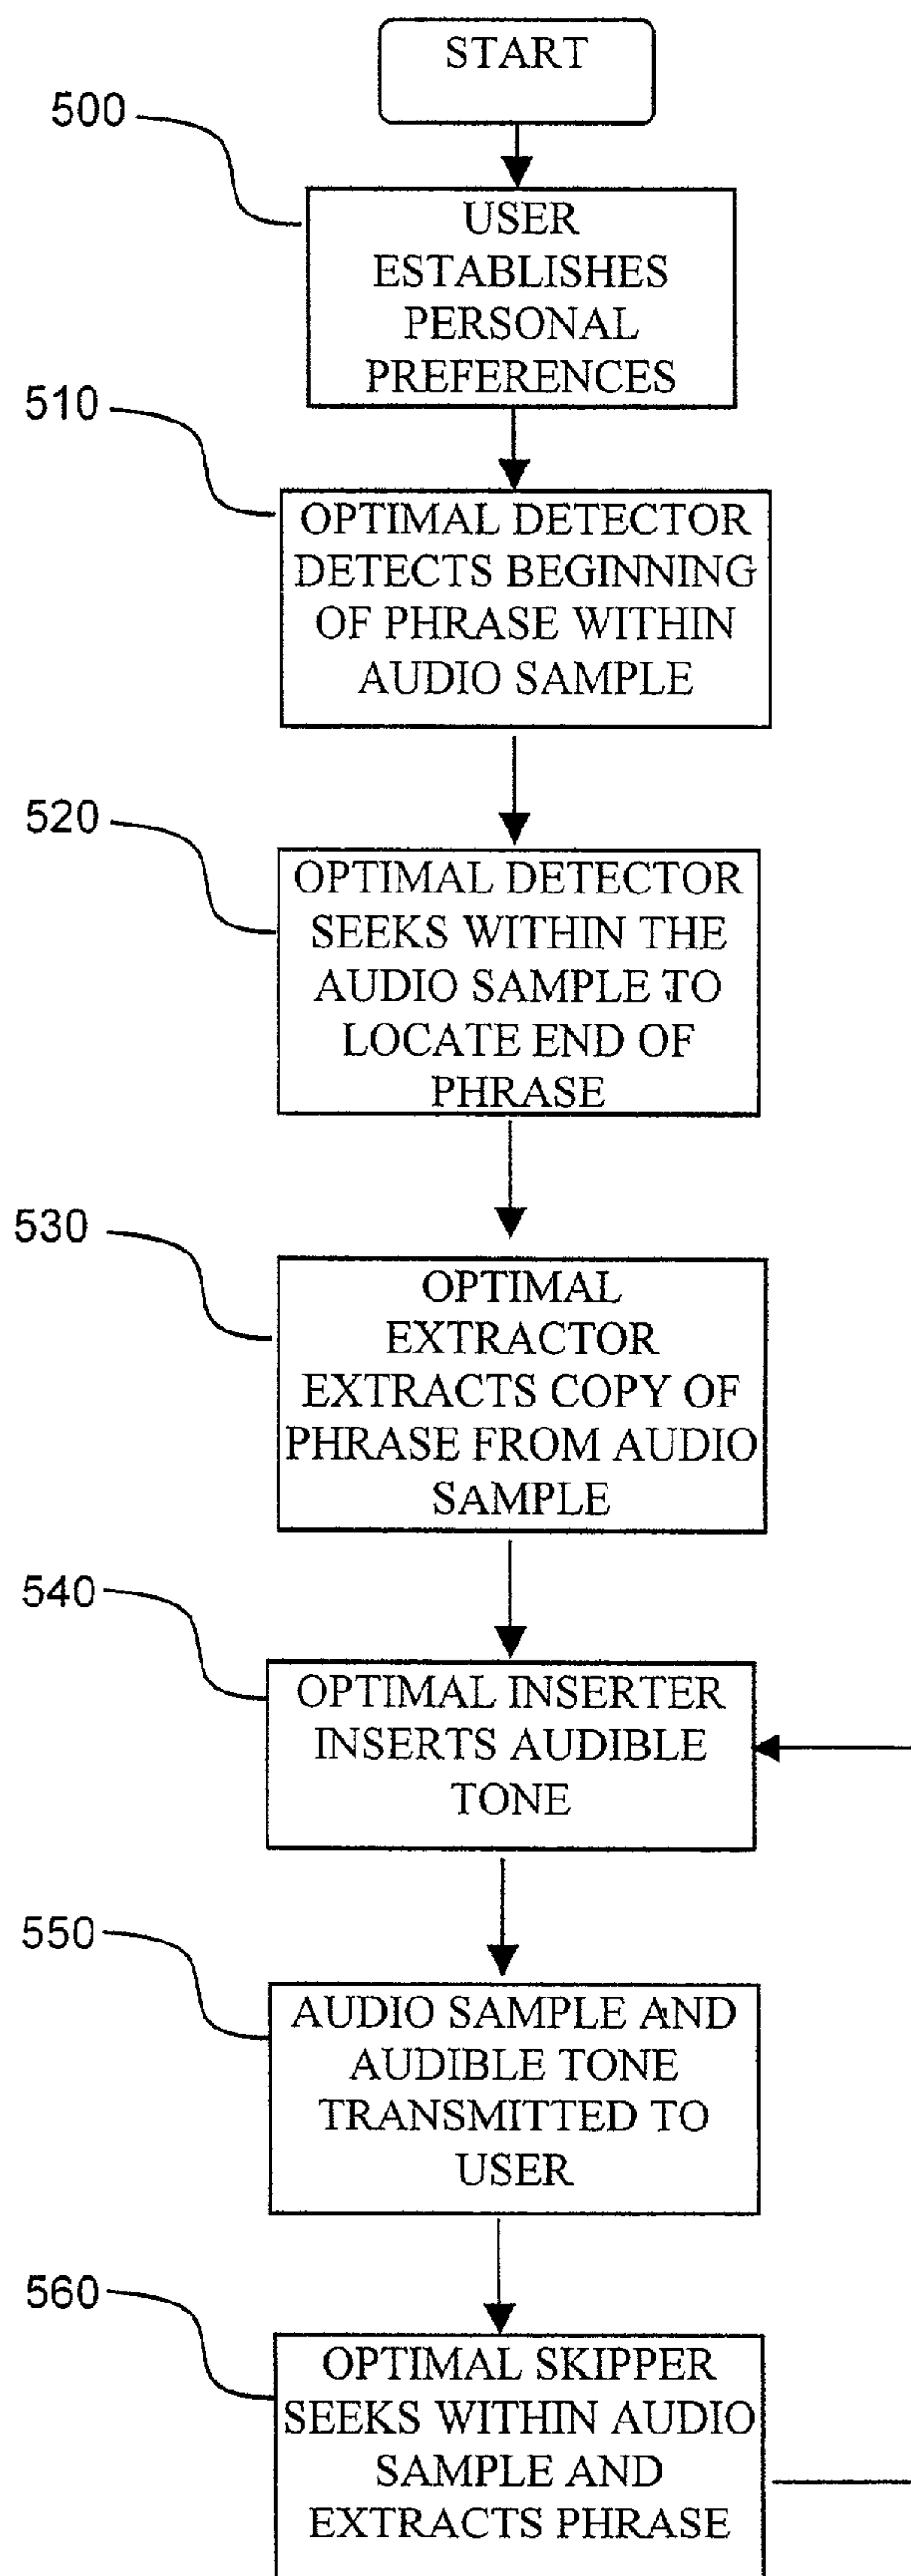 START
500
USER
ESTABLISHES
PERSONAL
PREFERENCES
510
OPTIMAL DETECTOR
DETECTS BEGINNING
OF PHRASE WITHIN
AUDIO SAMPLE
520
OPTIMAL DETECTOR
SEEKS WITHIN THE
AUDIO SAMPLE TO
LOCATE END OF
PHRASE
530
OPTIMAL
EXTRACTOR
EXTRACTS COPY OF
PHRASE FROM AUDIO
SAMPLE
540
OPTIMAL INSERTER
INSERTS AUDIBLE
TONE
550
AUDIO SAMPLE AND
AUDIBLE TONE
TRANSMITTED TO
USER
560
OPTIMAL SKIPPER
SEEKS WITHIN AUDIO
SAMPLE AND
EXTRACTS PHRASE